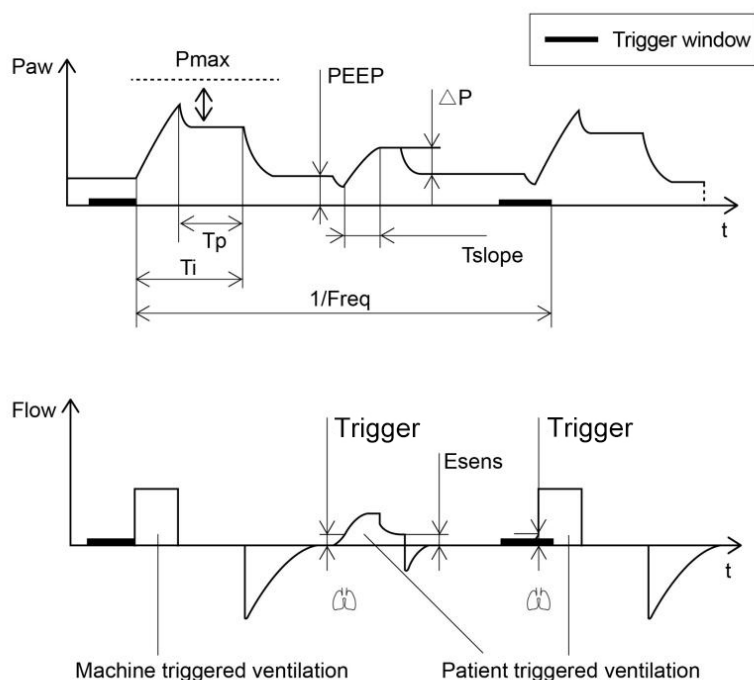 Trigger window
Paw
Pmax
PEEP
△P
t
Tp
Tslope
Ti
1/Freq
Flow
Trigger
Trigger
Esens
t
Machine triggered ventilation
Patient triggered ventilation